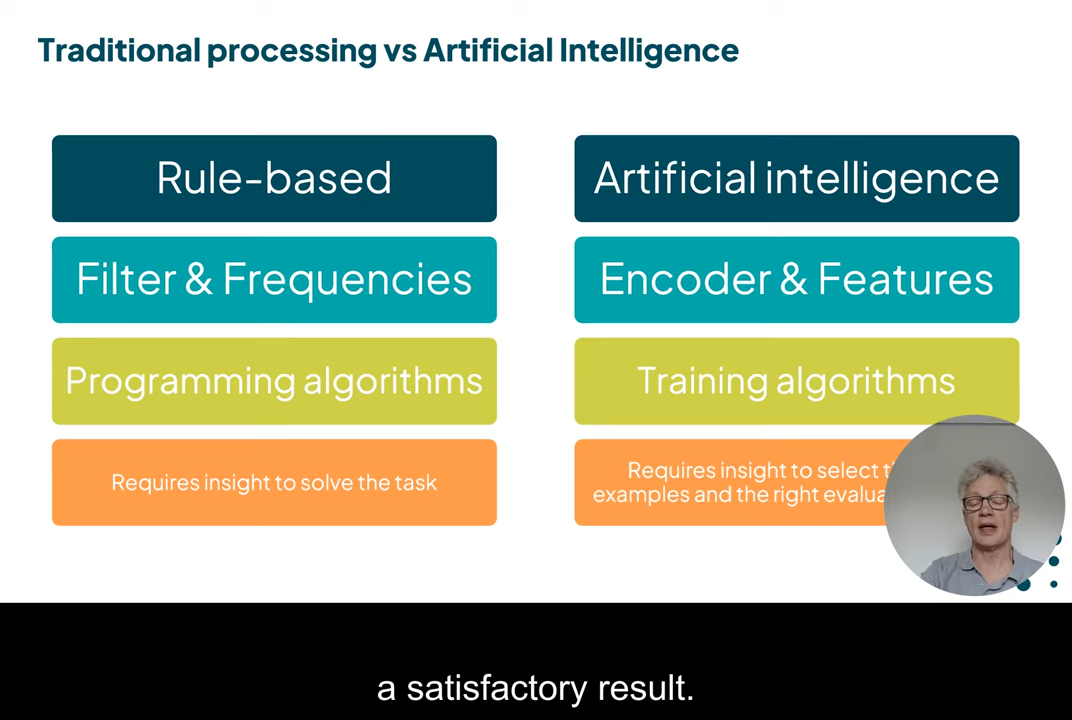 Traditional processing vs Artificial Intelligence
Rule-based
Artificial intelligence
Filter & Frequencies
Encoder & Features
Programming algorithms
Training algorithms
Requires insight to solve the task
Requires insight to select
examples and the right
a satisfactory result.